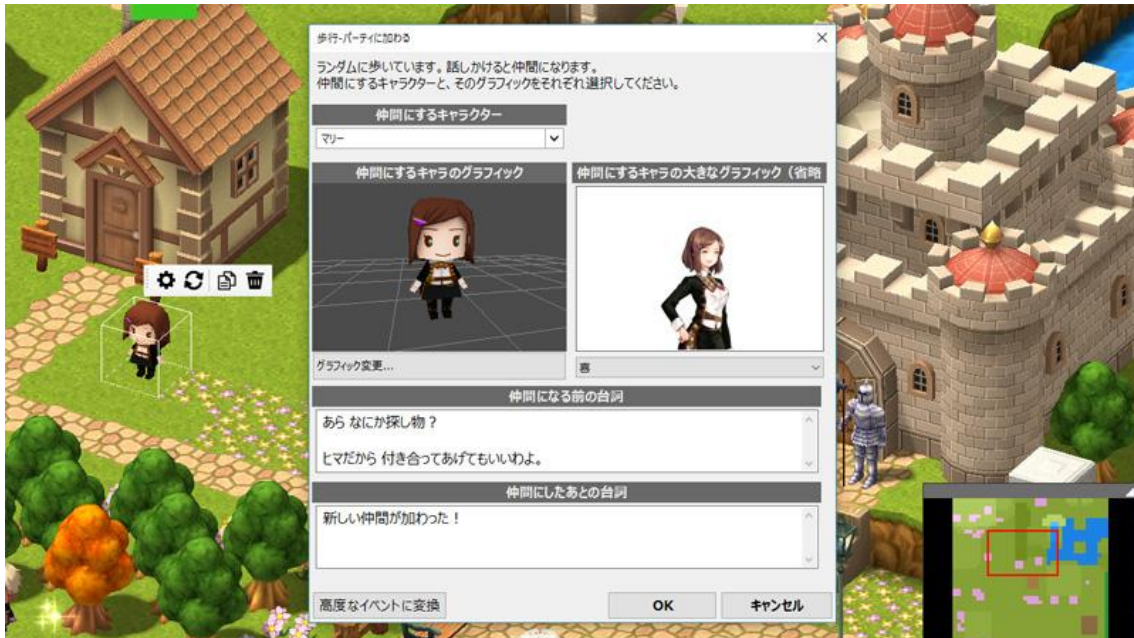 歩行-パーティに加わる
ランダムに歩いています。話しかけると仲間になります。
仲間にするキャラクターと、そのグラフィックをそれぞれ選択してください。
仲間にするキャラクター
マリー
仲間にするキャラのグラフィック
仲間にするキャラの大きなグラフィック（省略
グラフィック変更...
喜
仲間になる前の台詞
あら なにか探し物？
ヒマだから 付き合ってあげてもいいわよ。
仲間にしたあとの台詞
新しい仲間が加わった！
高度なイベントに変換
OK
キャンセル